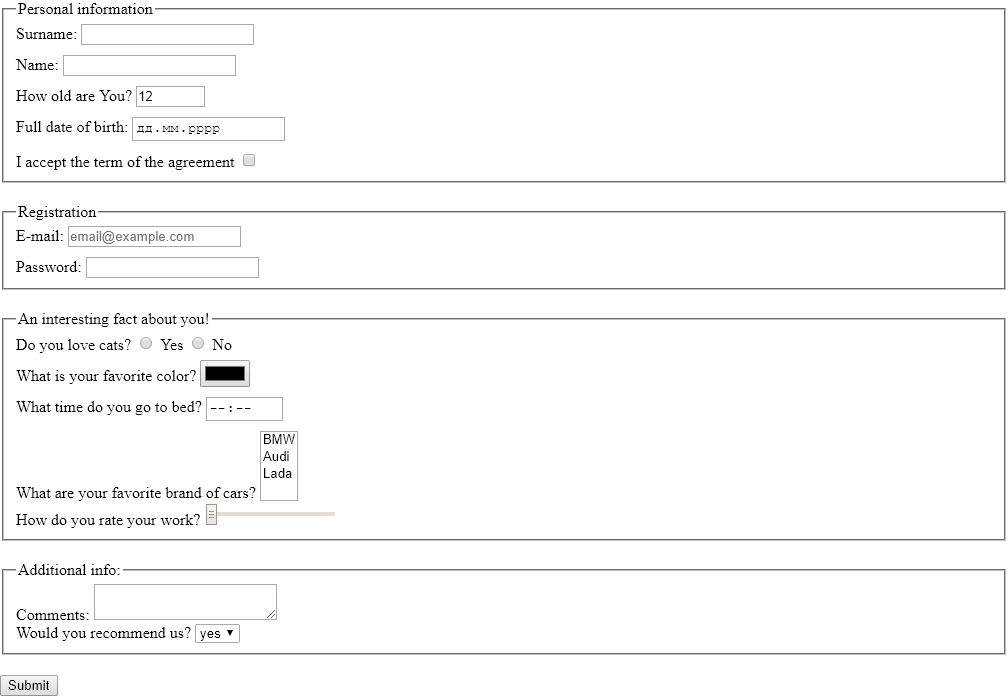 Personal information
Surname:
Name:
How old are You? 12
Full date of birth: дд.мм.рррр
I accept the term of the agreement
Registration
E-mail: email@example.com
Password:
An interesting fact about you!
Do you love cats? Yes No
What is your favorite color?
What time do you go to bed? --:--
BMW
Audi
Lada
What are your favorite brand of cars?
How do you rate your work?
Additional info:
Comments:
Would you recommend us? yes
Submit